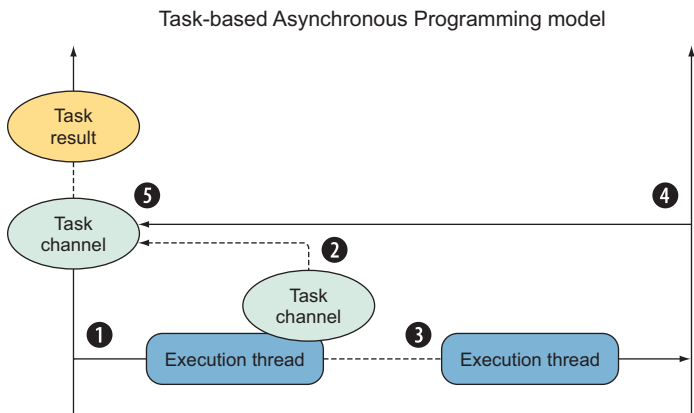 Task-based Asynchronous Programming model
Task
result
5
4
Task
channel
2
Task
channel
1
3
Execution thread
Execution thread